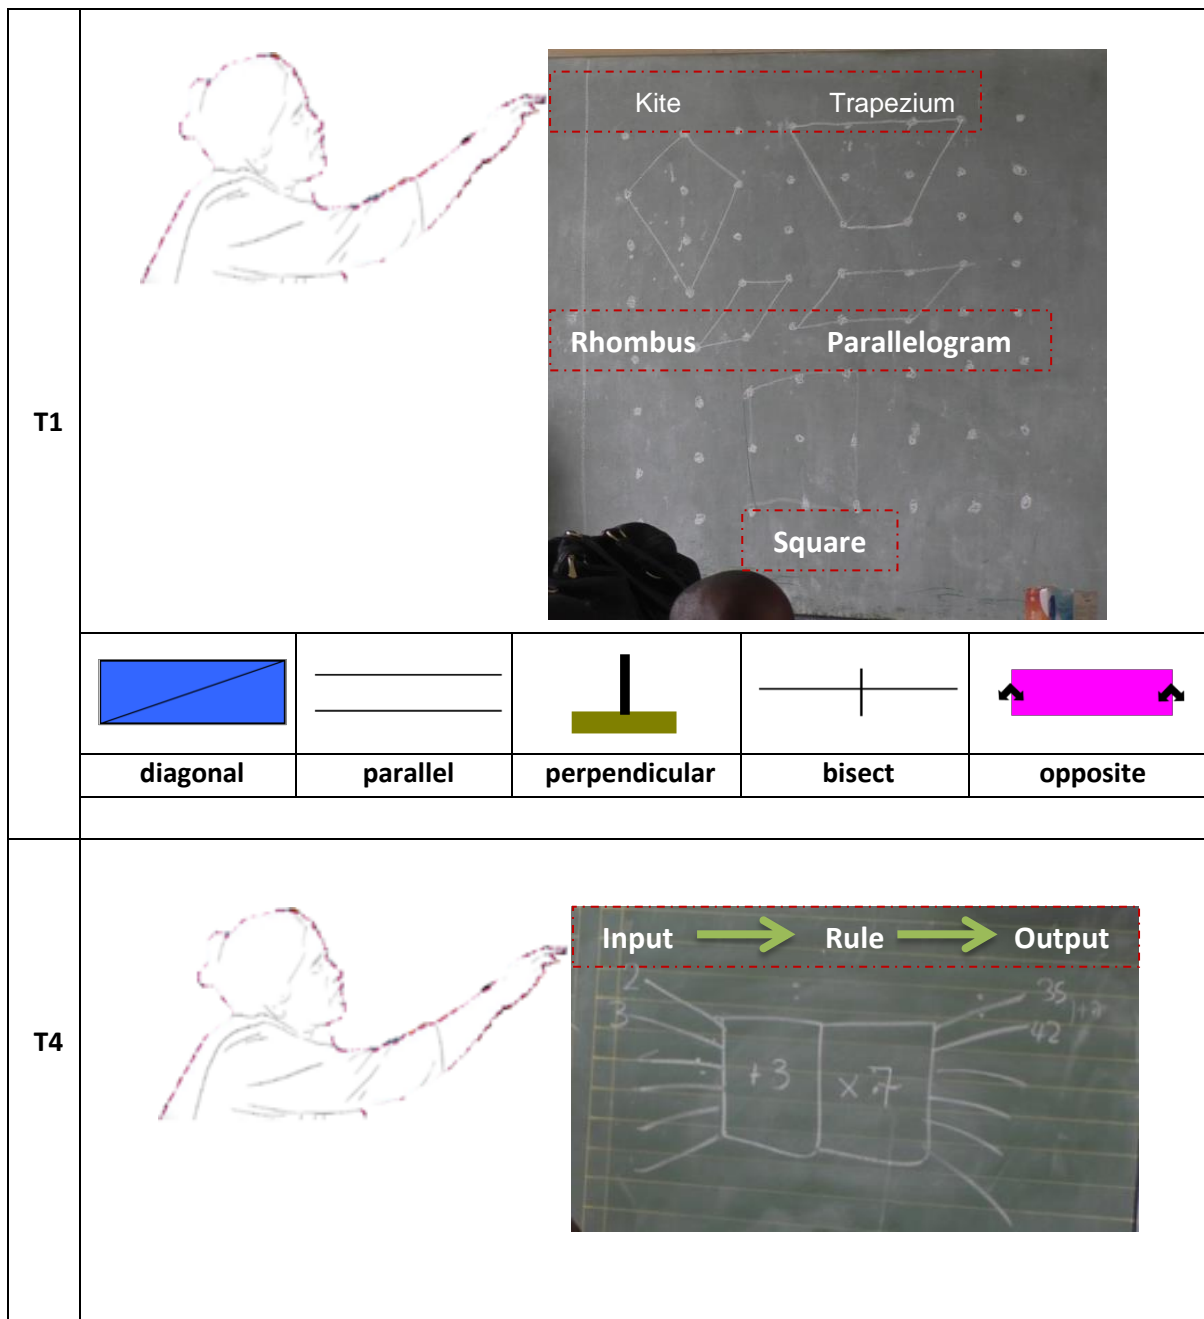 T1
Kite Trapezium
Rhombus Parallelogram
Square
diagonal parallel perpendicular bisect opposite
T4
Input Rule Output
2 35
3 42
+3 x7